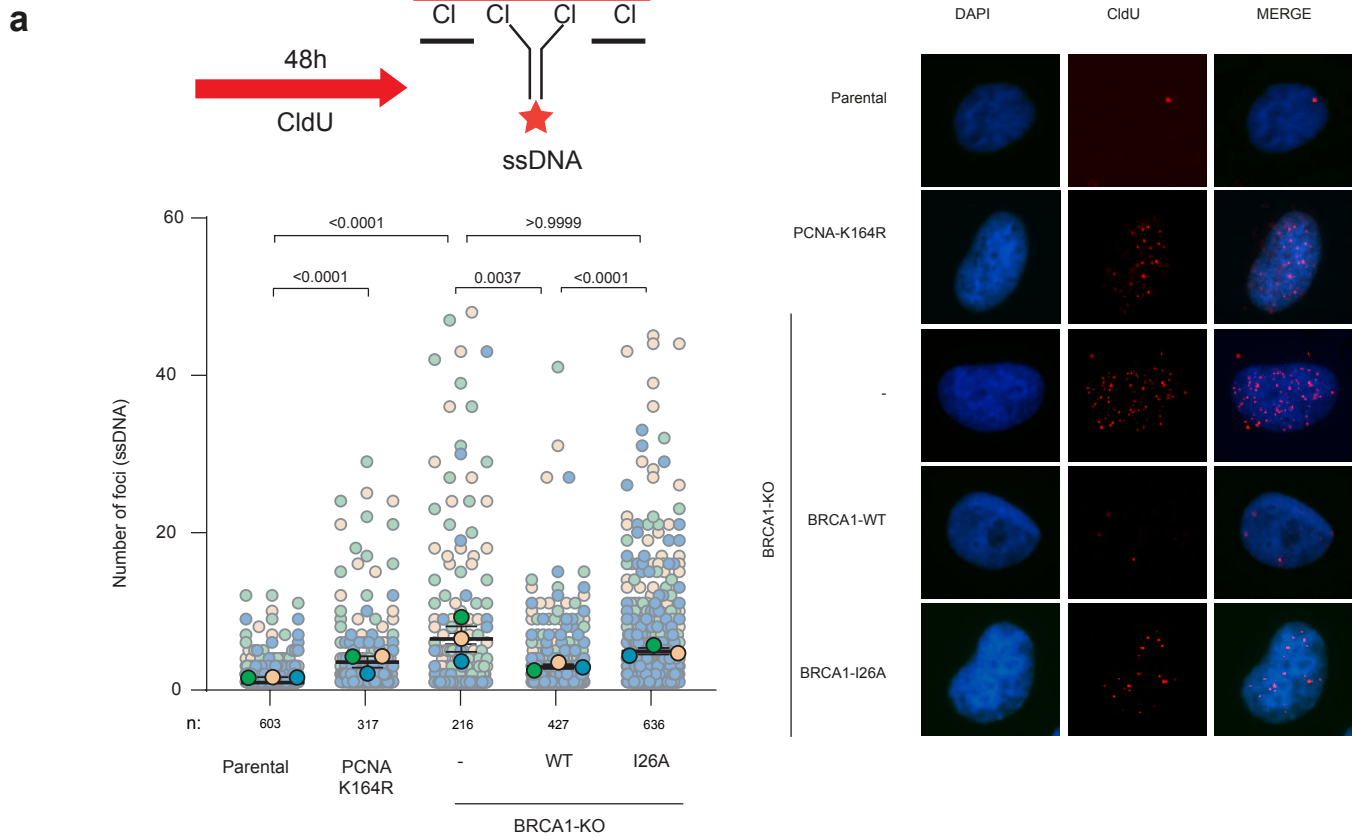 a
Cl Cl Cl Cl
48h
CldU
ssDNA
60
40
20
0
Number of foci (ssDNA)
<0.0001
>0.9999
<0.0001
0.0037
<0.0001
n:
603
317
216
427
636
Parental
PCNA
K164R
-
WT
I26A
BRCA1-KO
DAPI
CldU
MERGE
Parental
PCNA-K164R
-
BRCA1-WT
BRCA1-I26A
BRCA1-KO